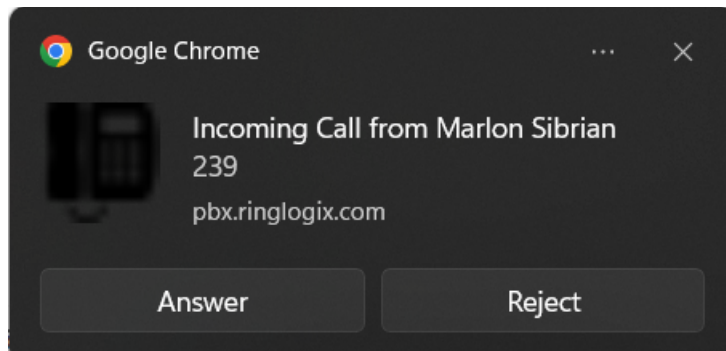 Google Chrome
Incoming Call from Marlon Sibrian
239
pbx.ringlogix.com
Answer
Reject